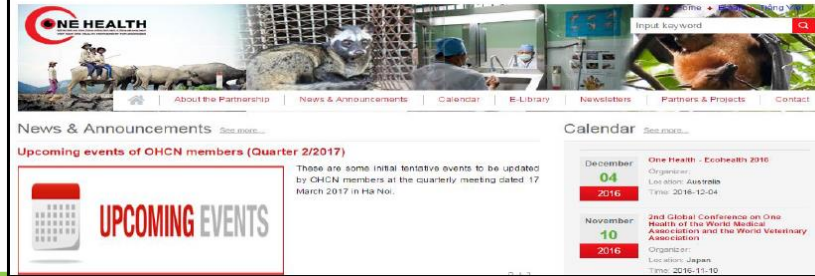 NE HEALTH
Home
Tiếng Việt
Input keyword
About the Partnership
News & Announcements
Calendar
E-Library
Newsletters
Partners & Projects
Contact
News & Announcements See more...
Upcoming events of OHCN members (Quarter 2/2017)
These are some initial tentative events to be updated
by OHCN members at the quarterly meeting dated 17
March 2017 in Ha Noi.
UPCOMING EVENTS
Calendar See more...
December
04
2016
One Health - Ecohealth 2016
Organizer:
Location: Australia
Time: 2016-12-04
November
10
2016
2nd Global Conference on One
Health of the World Medical
Association and the World Veterinary
Association
Organizer:
Location: Japan
Time: 2016-11-10